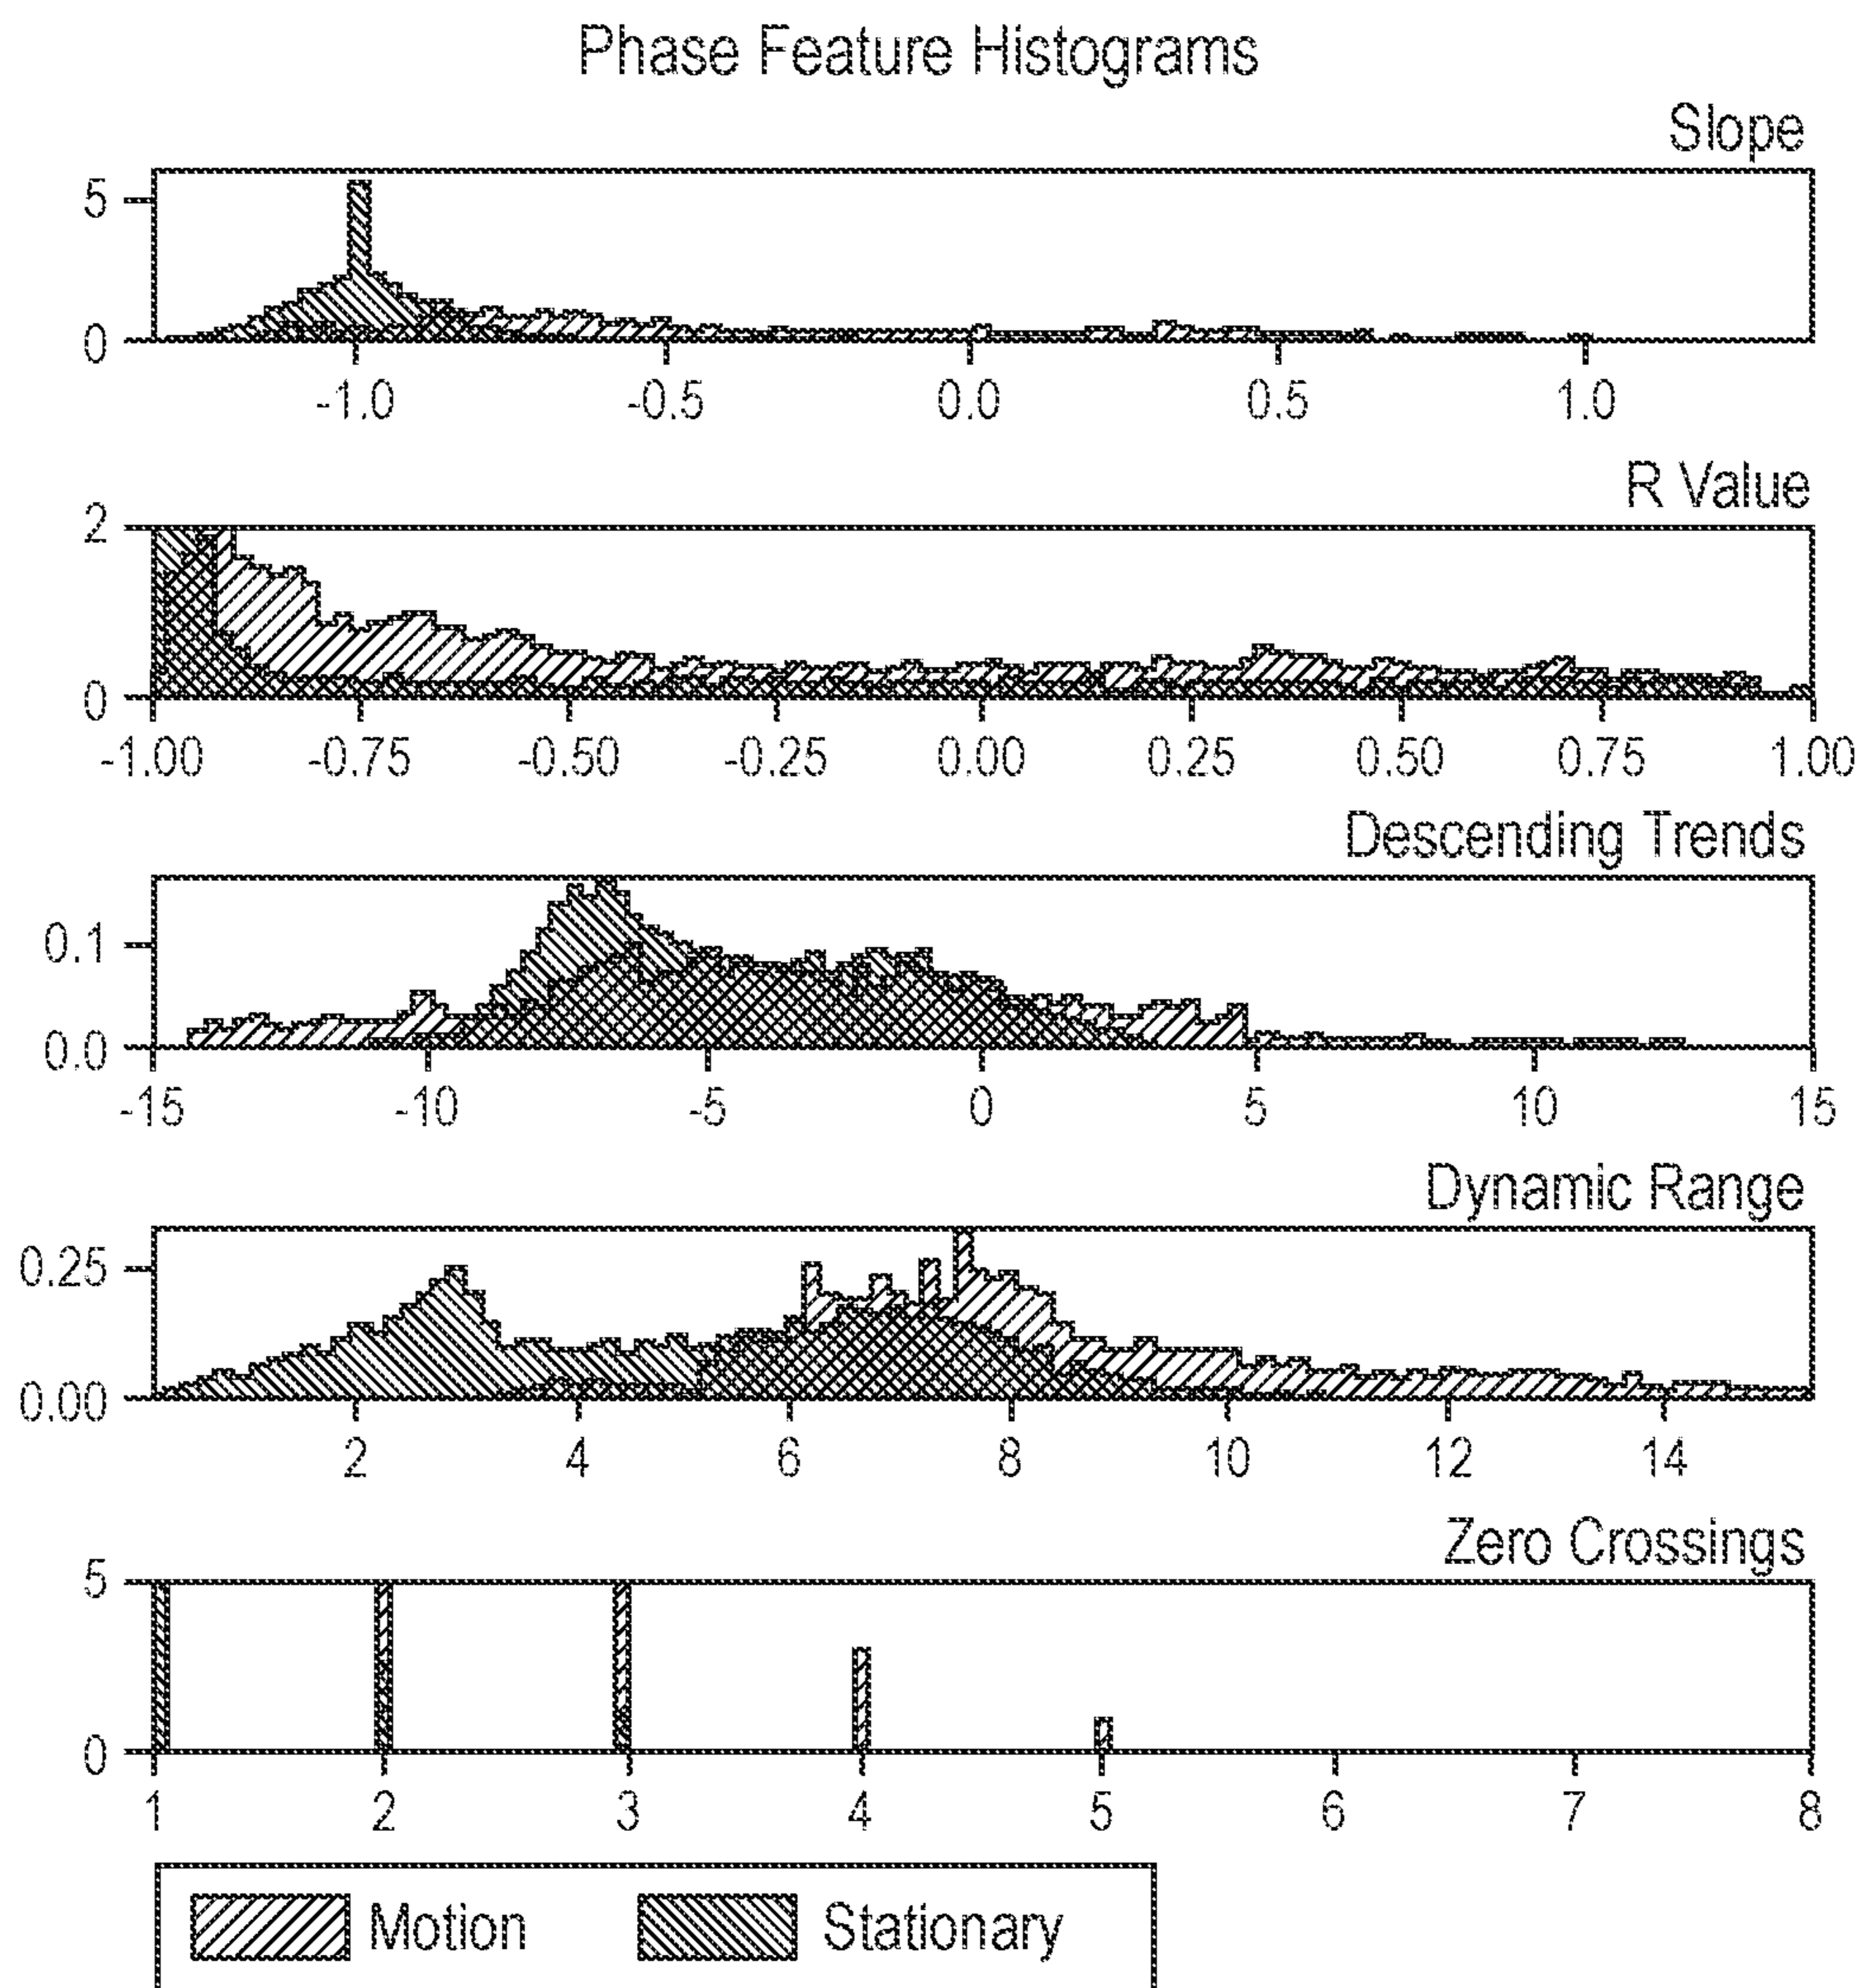 Phase Feature Histograms
Slope
5
0
-1.0 -0.5 0.0 0.5 1.0
R Value
2
0
-1.00 -0.75 -0.50 -0.25 0.00 0.25 0.50 0.75 1.00
Descending Trends
0.1
0.0
-15 -10 -5 0 5 10 15
Dynamic Range
0.25
0.00
2 4 6 8 10 12 14
Zero Crossings
5
0
1 2 3 4 5 6 7 8
Motion Stationary